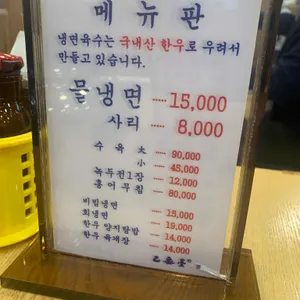 메뉴판
냉면육수는 국내산 한우로 우려서
만들고 있습니다.
물냉면 15,000
사리 8,000
수육 大 90,000
小 45,000
녹두전1장 12,000
홍어무침 80,000
비빔냉면 15,000
회냉면 19,000
한우 양지탕밥 14,000
한우 육개장 14,000